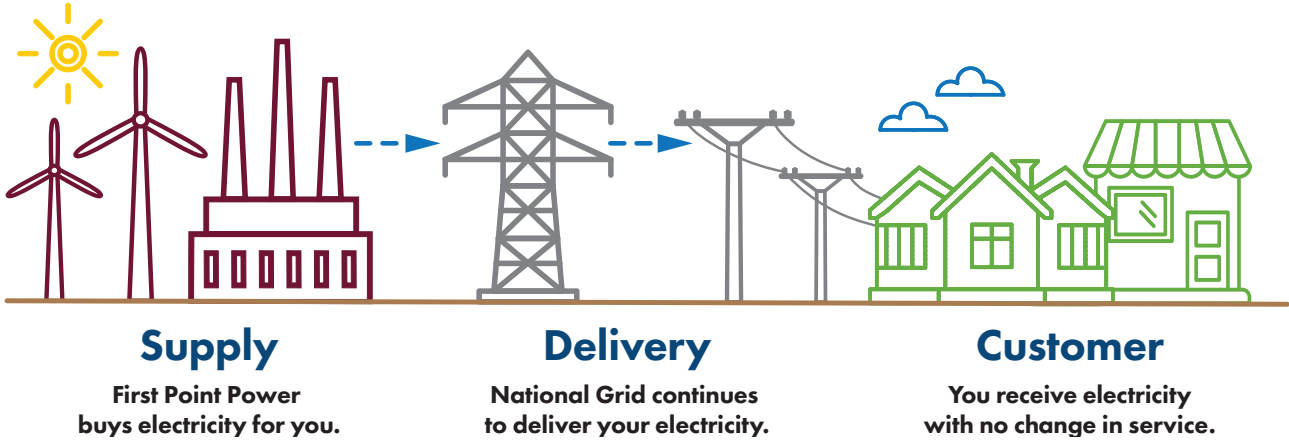 Supply
First Point Power
buys electricity for you.
Delivery
National Grid continues
to deliver your electricity.
Customer
You receive electricity
with no change in service.